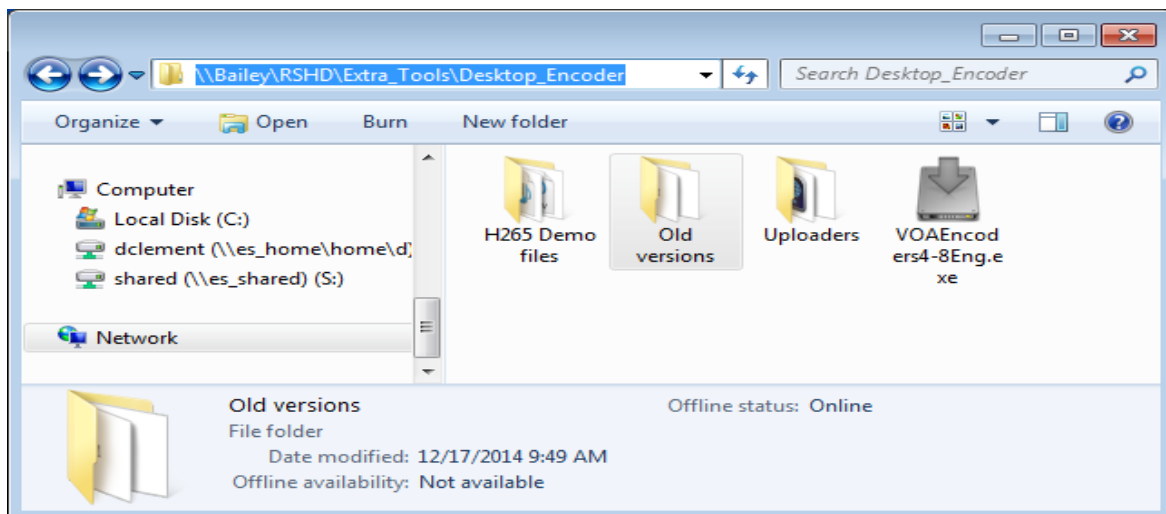 \\Bailey\RSHD\Extra_Tools\Desktop_Encoder
Search Desktop_Encoder
Organize
Open
Burn
New folder
Computer
Local Disk (C:)
dclement (\\es_home\home\d)
shared (\\es_shared) (S:)
Network
H265 Demo
files
Old
versions
Uploaders
VOAEncod
ers4-8Eng.e
xe
Old versions
File folder
Date modified: 12/17/2014 9:49 AM
Offline availability: Not available
Offline status: Online